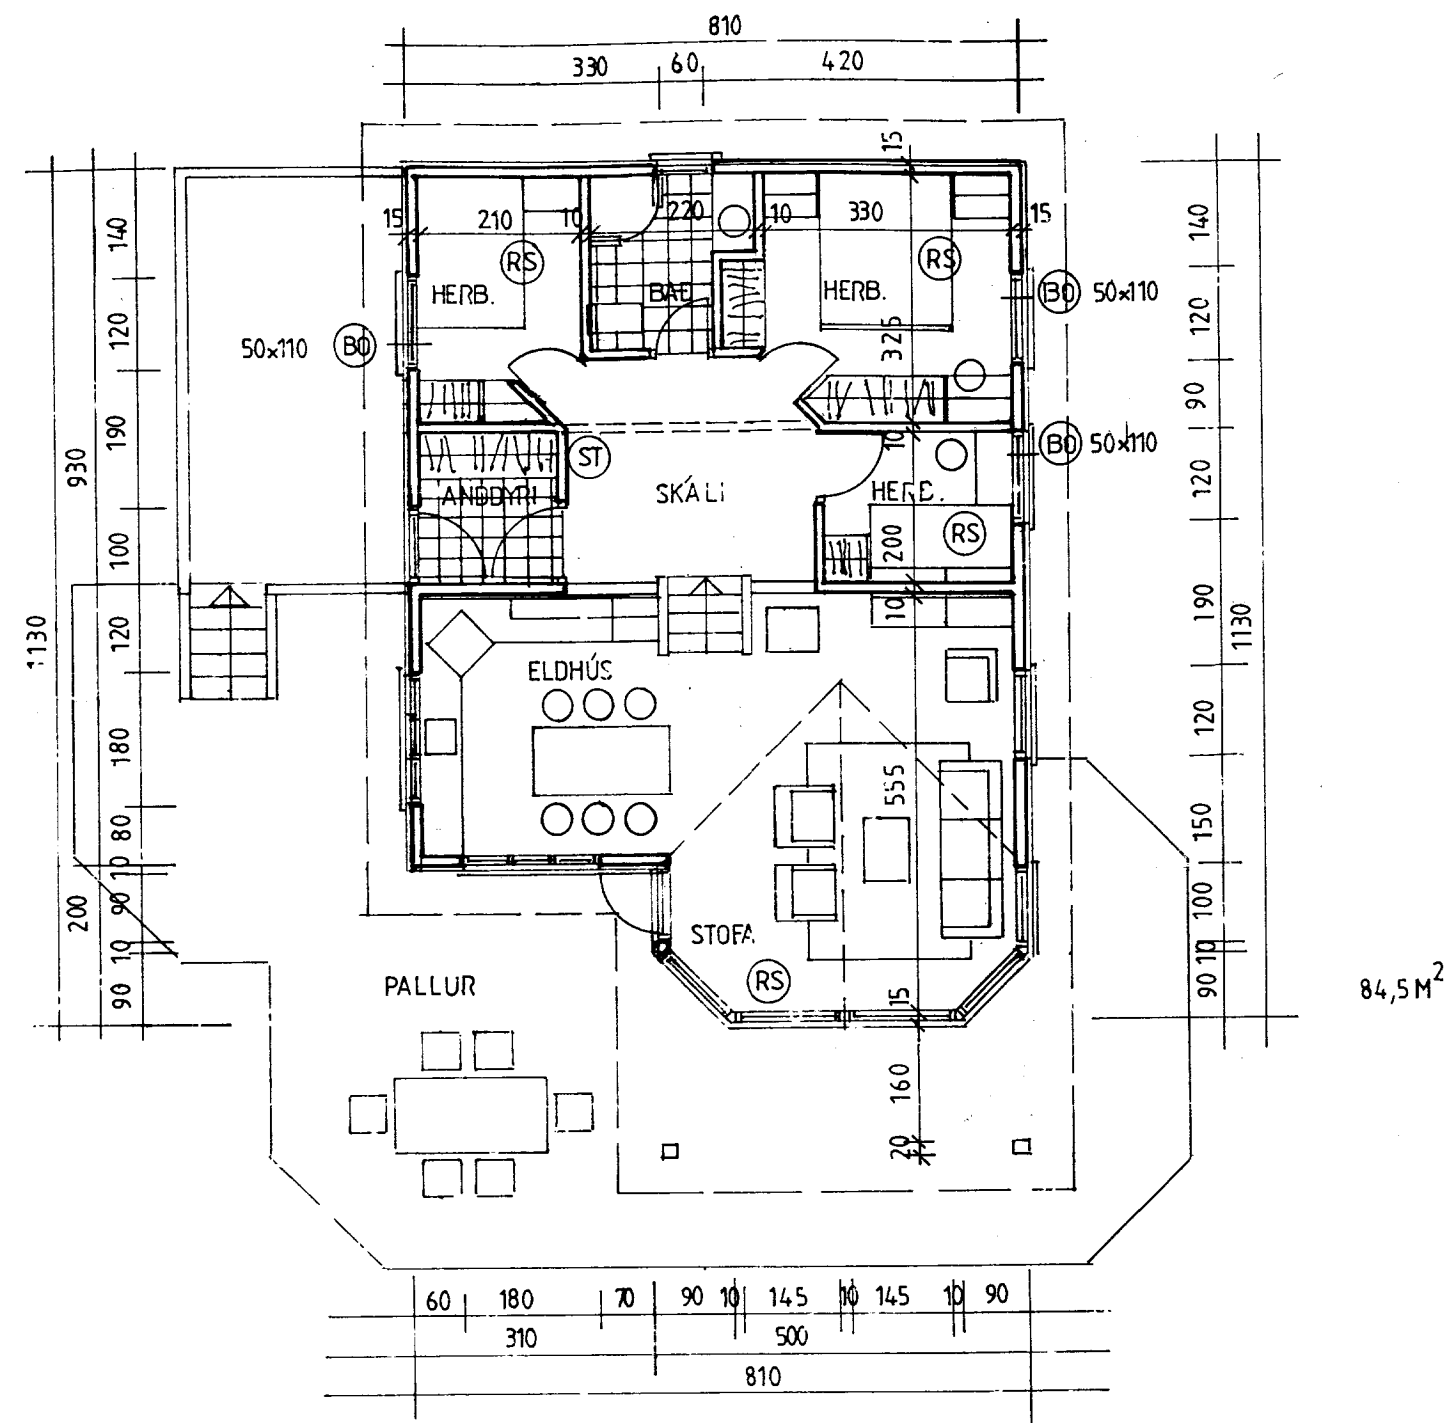 810
330 60 420
15
15 210 10 220 10 330 15
RS RS
HERB. BAÐ HERB.
BO 50x110
50x110 BO
325
10
BO 50x110
ST
ANDDYRI SKÁLI HERB.
RS
200
10
ELDHÚS
555
STOFA
RS
15
PALLUR
160
20
84,5 M²
140
120
190
100
120
180
80
10
90
10
90
930
200
1130
140
120
90
120
190
120
150
100
10
90
1130
60 180 70 90 10 145 10 145 10 90
310 500
810